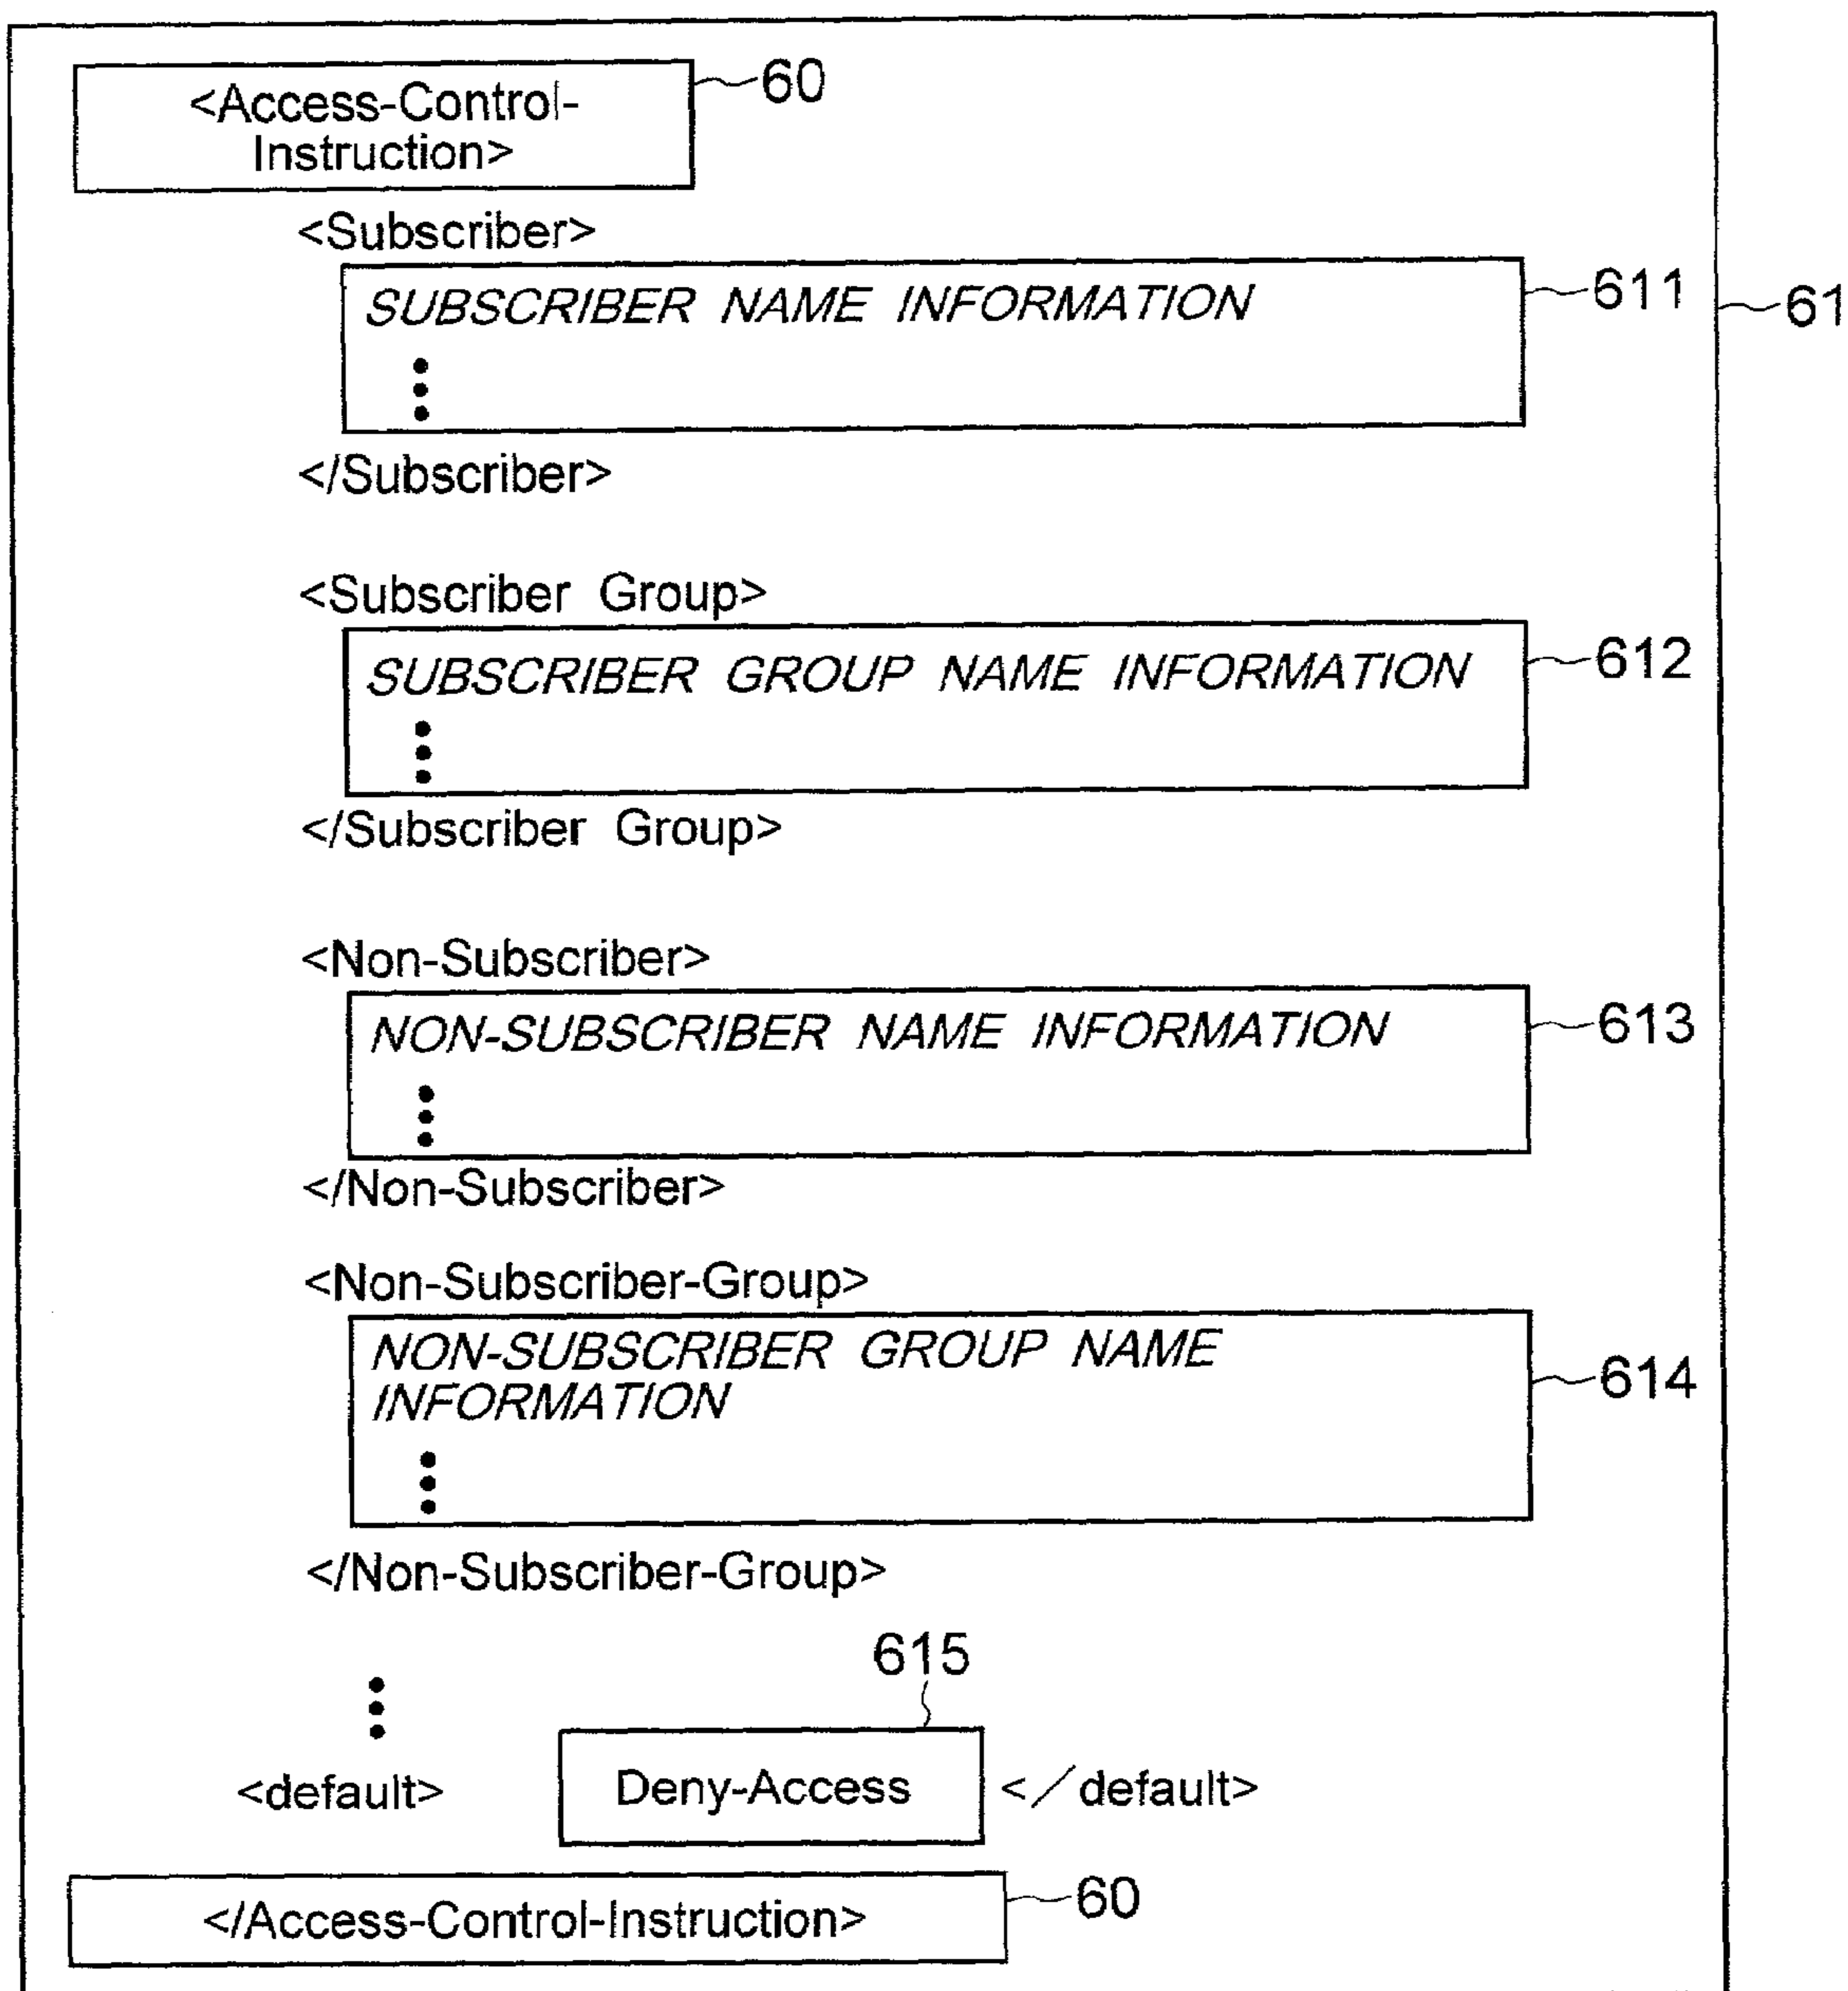 <Access-Control-
Instruction>
60
<Subscriber>
SUBSCRIBER NAME INFORMATION
611
61
</Subscriber>
<Subscriber Group>
SUBSCRIBER GROUP NAME INFORMATION
612
</Subscriber Group>
<Non-Subscriber>
NON-SUBSCRIBER NAME INFORMATION
613
</Non-Subscriber>
<Non-Subscriber-Group>
NON-SUBSCRIBER GROUP NAME
INFORMATION
614
</Non-Subscriber-Group>
615
<default> Deny-Access </default>
</Access-Control-Instruction>
60